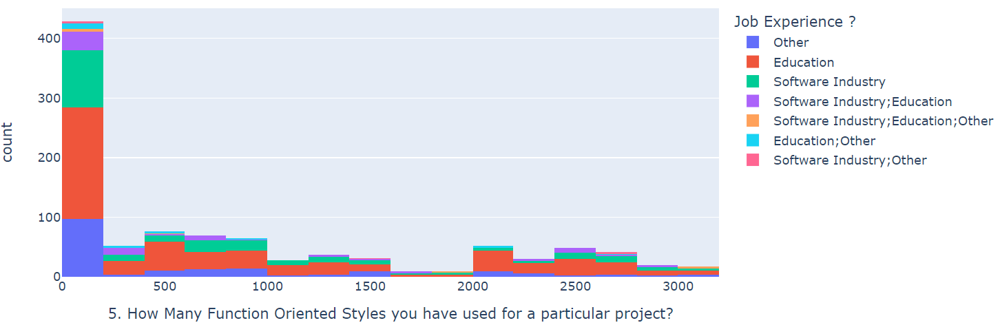 Job Experience ?
Other
Education
Software Industry
Software Industry;Education
Software Industry;Education;Other
Education;Other
Software Industry;Other
count
400
300
200
100
0
0
500
1000
1500
2000
2500
3000
5. How Many Function Oriented Styles you have used for a particular project?